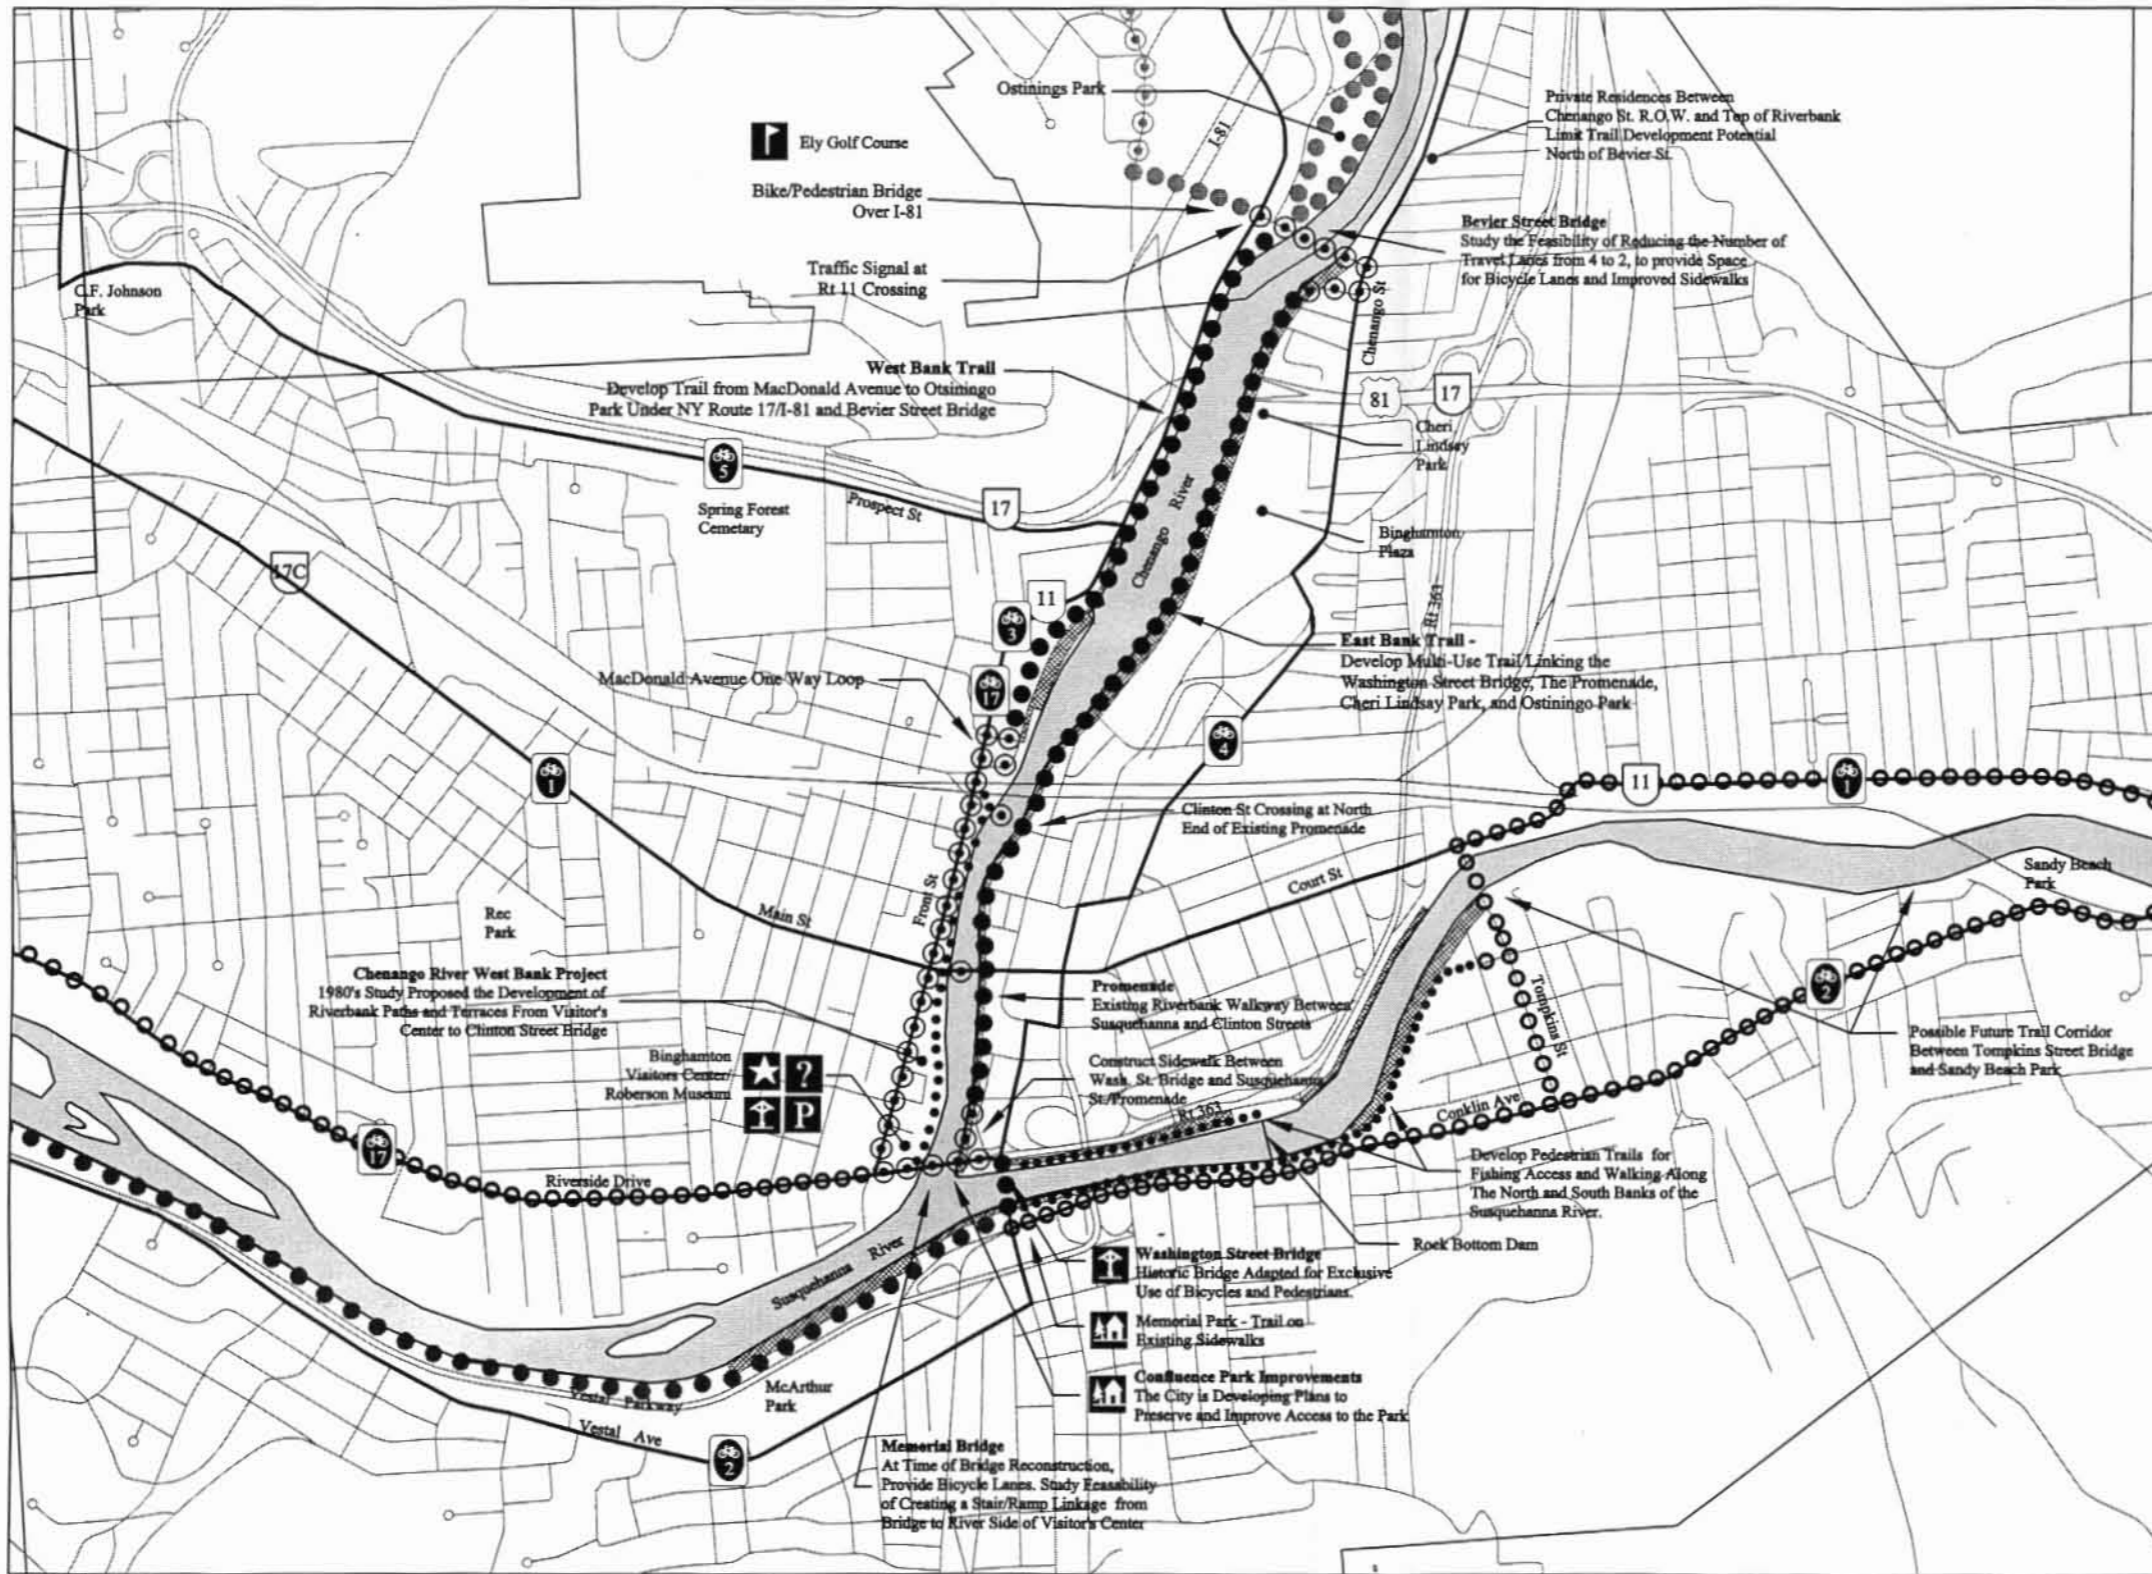 Ostinings Park
I-81
Private Residences Between
Chenango St. R.O.W. and Top of Riverbank
Limit Trail Development Potential
North of Bevier St.
Ely Golf Course
Bike/Pedestrian Bridge
Over I-81
Bevier Street Bridge
Study the Feasibility of Reducing the Number of
Travel Lanes from 4 to 2, to provide Space
for Bicycle Lanes and Improved Sidewalks
Traffic Signal at
Rt 11 Crossing
C.F. Johnson
Park
Chenango St
West Bank Trail
Develop Trail from MacDonald Avenue to Otsiningo
Park Under NY Route 17/I-81 and Bevier Street Bridge
81
17
Cheri
Lindsay
Park
5
Spring Forest
Cemetary
Prospect St
17
Chenango River
Binghamton
Plaza
17C
11
3
Rt 363
East Bank Trail -
Develop Multi-Use Trail Linking the
Washington Street Bridge, The Promenade,
Cheri Lindsay Park, and Ostiningo Park
MacDonald Avenue One Way Loop
17
4
1
11
1
Clinton St Crossing at North
End of Existing Promenade
Sandy Beach
Park
Court St
Front St
Main St
Rec
Park
Chenango River West Bank Project
1980's Study Proposed the Development of
Riverbank Paths and Terraces From Visitor's
Center to Clinton Street Bridge
Promenade
Existing Riverbank Walkway Between
Susquehanna and Clinton Streets
Tompkins St
2
Possible Future Trail Corridor
Between Tompkins Street Bridge
and Sandy Beach Park
Binghamton
Visitors Center/
Roberson Museum
?
P
Construct Sidewalk Between
Wash. St. Bridge and Susquehanna
St./Promenade
Rt 363
Conklin Ave
17
Riverside Drive
Develop Pedestrian Trails for
Fishing Access and Walking Along
The North and South Banks of the
Susquehanna River.
Rock Bottom Dam
Susquehanna River
Washington Street Bridge
Historic Bridge Adapted for Exclusive
Use of Bicycles and Pedestrians.
Memorial Park - Trail on
Existing Sidewalks
Confluence Park Improvements
The City is Developing Plans to
Preserve and Improve Access to the Park
McArthur
Park
Vestal Parkway
Vestal Ave
2
Memorial Bridge
At Time of Bridge Reconstruction,
Provide Bicycle Lanes. Study Feasability
of Creating a Stair/Ramp Linkage from
Bridge to River Side of Visitor's Center